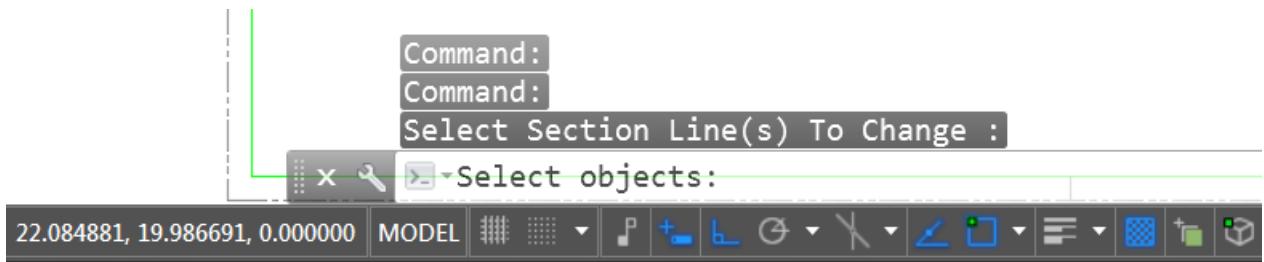 Command:
Command:
Select Section Line(s) To Change :
Select objects:
22.084881, 19.986691, 0.000000 MODEL